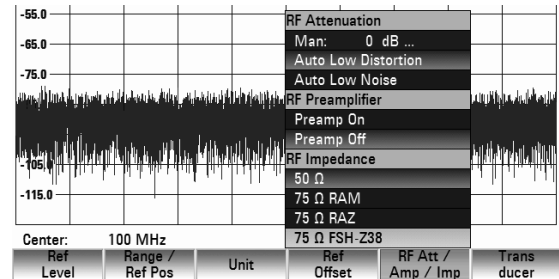 -55.0
-65.0
-75.0
-105.0
-115.0
RF Attenuation
Man: 0 dB ...
Auto Low Distortion
Auto Low Noise
RF Preamplifier
Preamp On
Preamp Off
RF Impedance
50 Ω
75 Ω RAM
75 Ω RAZ
75 Ω FSH-Z38
Center: 100 MHz
Ref Level
Range / Ref Pos
Unit
Ref Offset
RF Att / Amp / Imp
Trans ducer